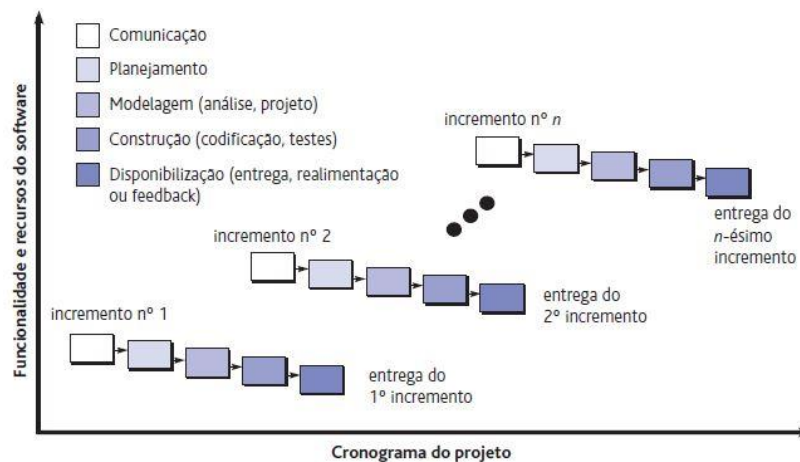 Funcionalidade e recursos do software
Comunicação
Planejamento
Modelagem (análise, projeto)
Construção (codificação, testes)
Disponibilização (entrega, realimentação
ou feedback)
incremento nº n
entrega do
n-ésimo
incremento
incremento nº 2
entrega do
2º incremento
incremento nº 1
entrega do
1º incremento
Cronograma do projeto